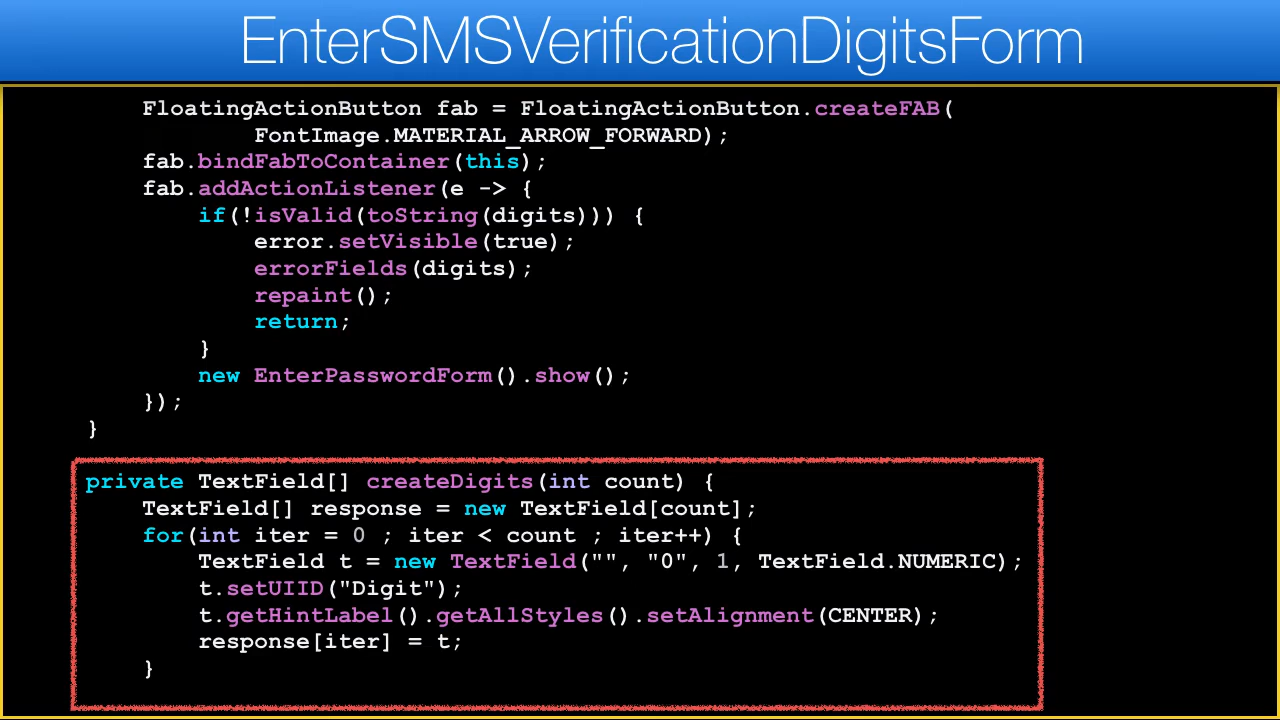 EnterSMSVerificationDigitsForm
FloatingActionButton fab = FloatingActionButton.createFAB(
FontImage.MATERIAL_ARROW_FORWARD);
fab.bindFabToContainer(this);
fab.addActionListener(e -> {
if(!isValid(toString(digits))) {
error.setVisible(true);
errorFields(digits);
repaint();
return;
}
new EnterPasswordForm().show();
});
}
private TextField[] createDigits(int count) {
TextField[] response = new TextField[count];
for(int iter = 0 ; iter < count ; iter++) {
TextField t = new TextField("", "0", 1, TextField.NUMERIC);
t.setUIID("Digit");
t.getHintLabel().getAllStyles().setAlignment(CENTER);
response[iter] = t;
}